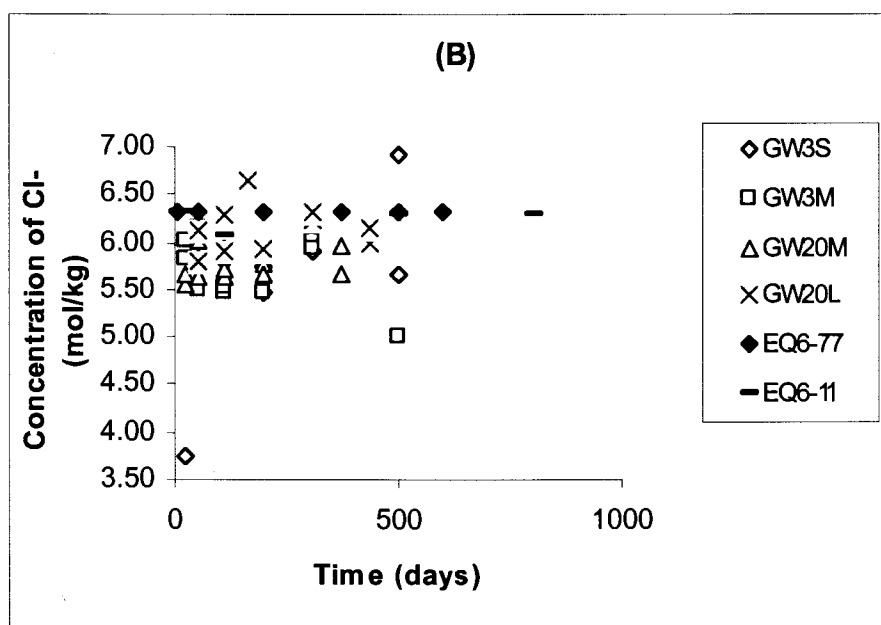 (B)
Concentration of Cl-
(mol/kg)
7.00
6.50
6.00
5.50
5.00
4.50
4.00
3.50
0
500
1000
Time (days)
GW3S
GW3M
GW20M
GW20L
EQ6-77
EQ6-11